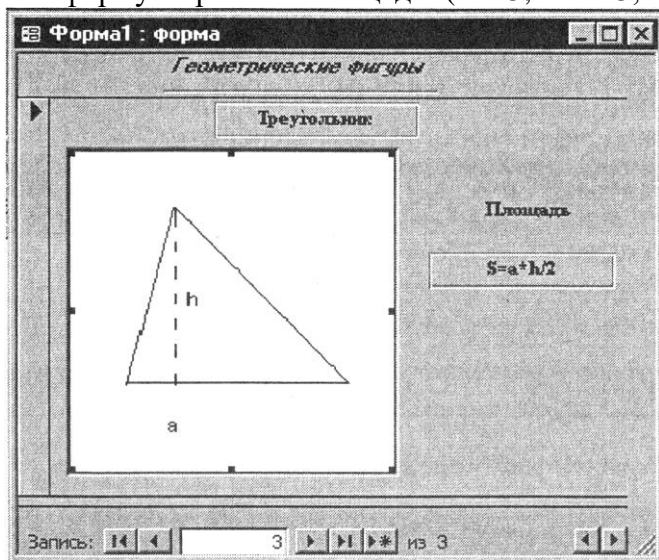 Форма1 : форма
Геометрические фигуры
Треугольник
Площадь
S=a*h/2
h
a
Запись: 3 из 3